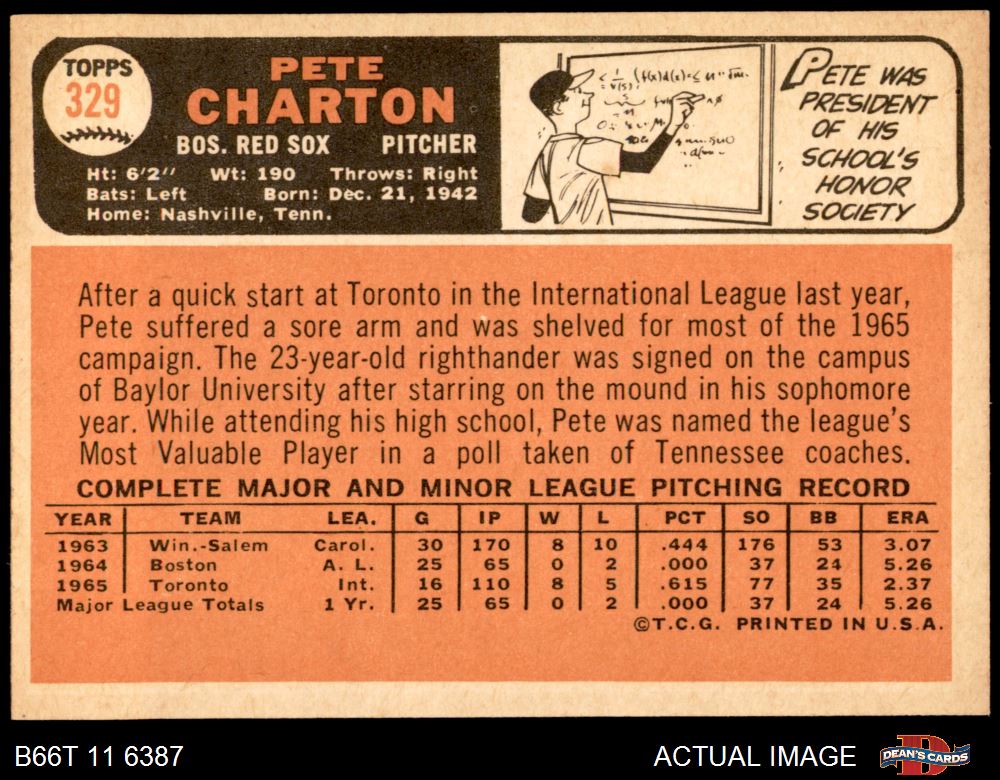 TOPPS
329
PETE
CHARTON
BOS. RED SOX PITCHER
Ht: 6'2" Wt: 190 Throws: Right
Bats: Left Born: Dec. 21, 1942
Home: Nashville, Tenn.
PETE WAS
PRESIDENT
OF HIS
SCHOOL'S
HONOR
SOCIETY
After a quick start at Toronto in the International League last year,
Pete suffered a sore arm and was shelved for most of the 1965
campaign. The 23-year-old righthander was signed on the campus
of Baylor University after starring on the mound in his sophomore
year. While attending his high school, Pete was named the league's
Most Valuable Player in a poll taken of Tennessee coaches.
COMPLETE MAJOR AND MINOR LEAGUE PITCHING RECORD
YEAR TEAM LEA. G IP W L PCT SO BB ERA
1963 Win.-Salem Carol. 30 170 8 10 .444 176 53 3.07
1964 Boston A. L. 25 65 0 2 .000 37 24 5.26
1965 Toronto Int. 16 110 8 5 .615 77 35 2.37
Major League Totals 1 Yr. 25 65 0 2 .000 37 24 5.26
©T.C.G. PRINTED IN U.S.A.
B66T 11 6387 ACTUAL IMAGE DEAN'S CARDS